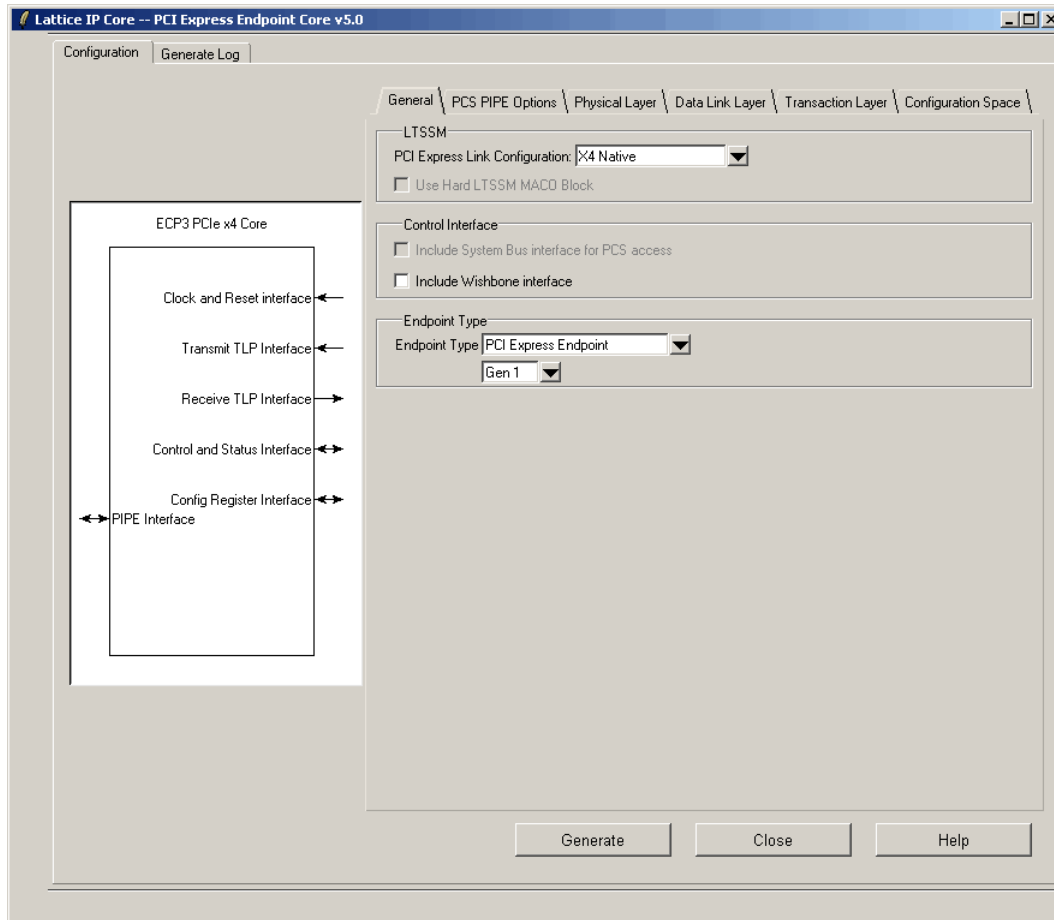 Lattice IP Core -- PCI Express Endpoint Core v5.0
Configuration Generate Log
General PCS PIPE Options Physical Layer Data Link Layer Transaction Layer Configuration Space
LTSSM
PCI Express Link Configuration: X4 Native
Use Hard LTSSM MACO Block
Control Interface
Include System Bus interface for PCS access
Include Wishbone interface
Endpoint Type
Endpoint Type PCI Express Endpoint
Gen 1
ECP3 PCIe x4 Core
Clock and Reset interface
Transmit TLP Interface
Receive TLP Interface
Control and Status Interface
Config Register Interface
PIPE Interface
Generate Close Help